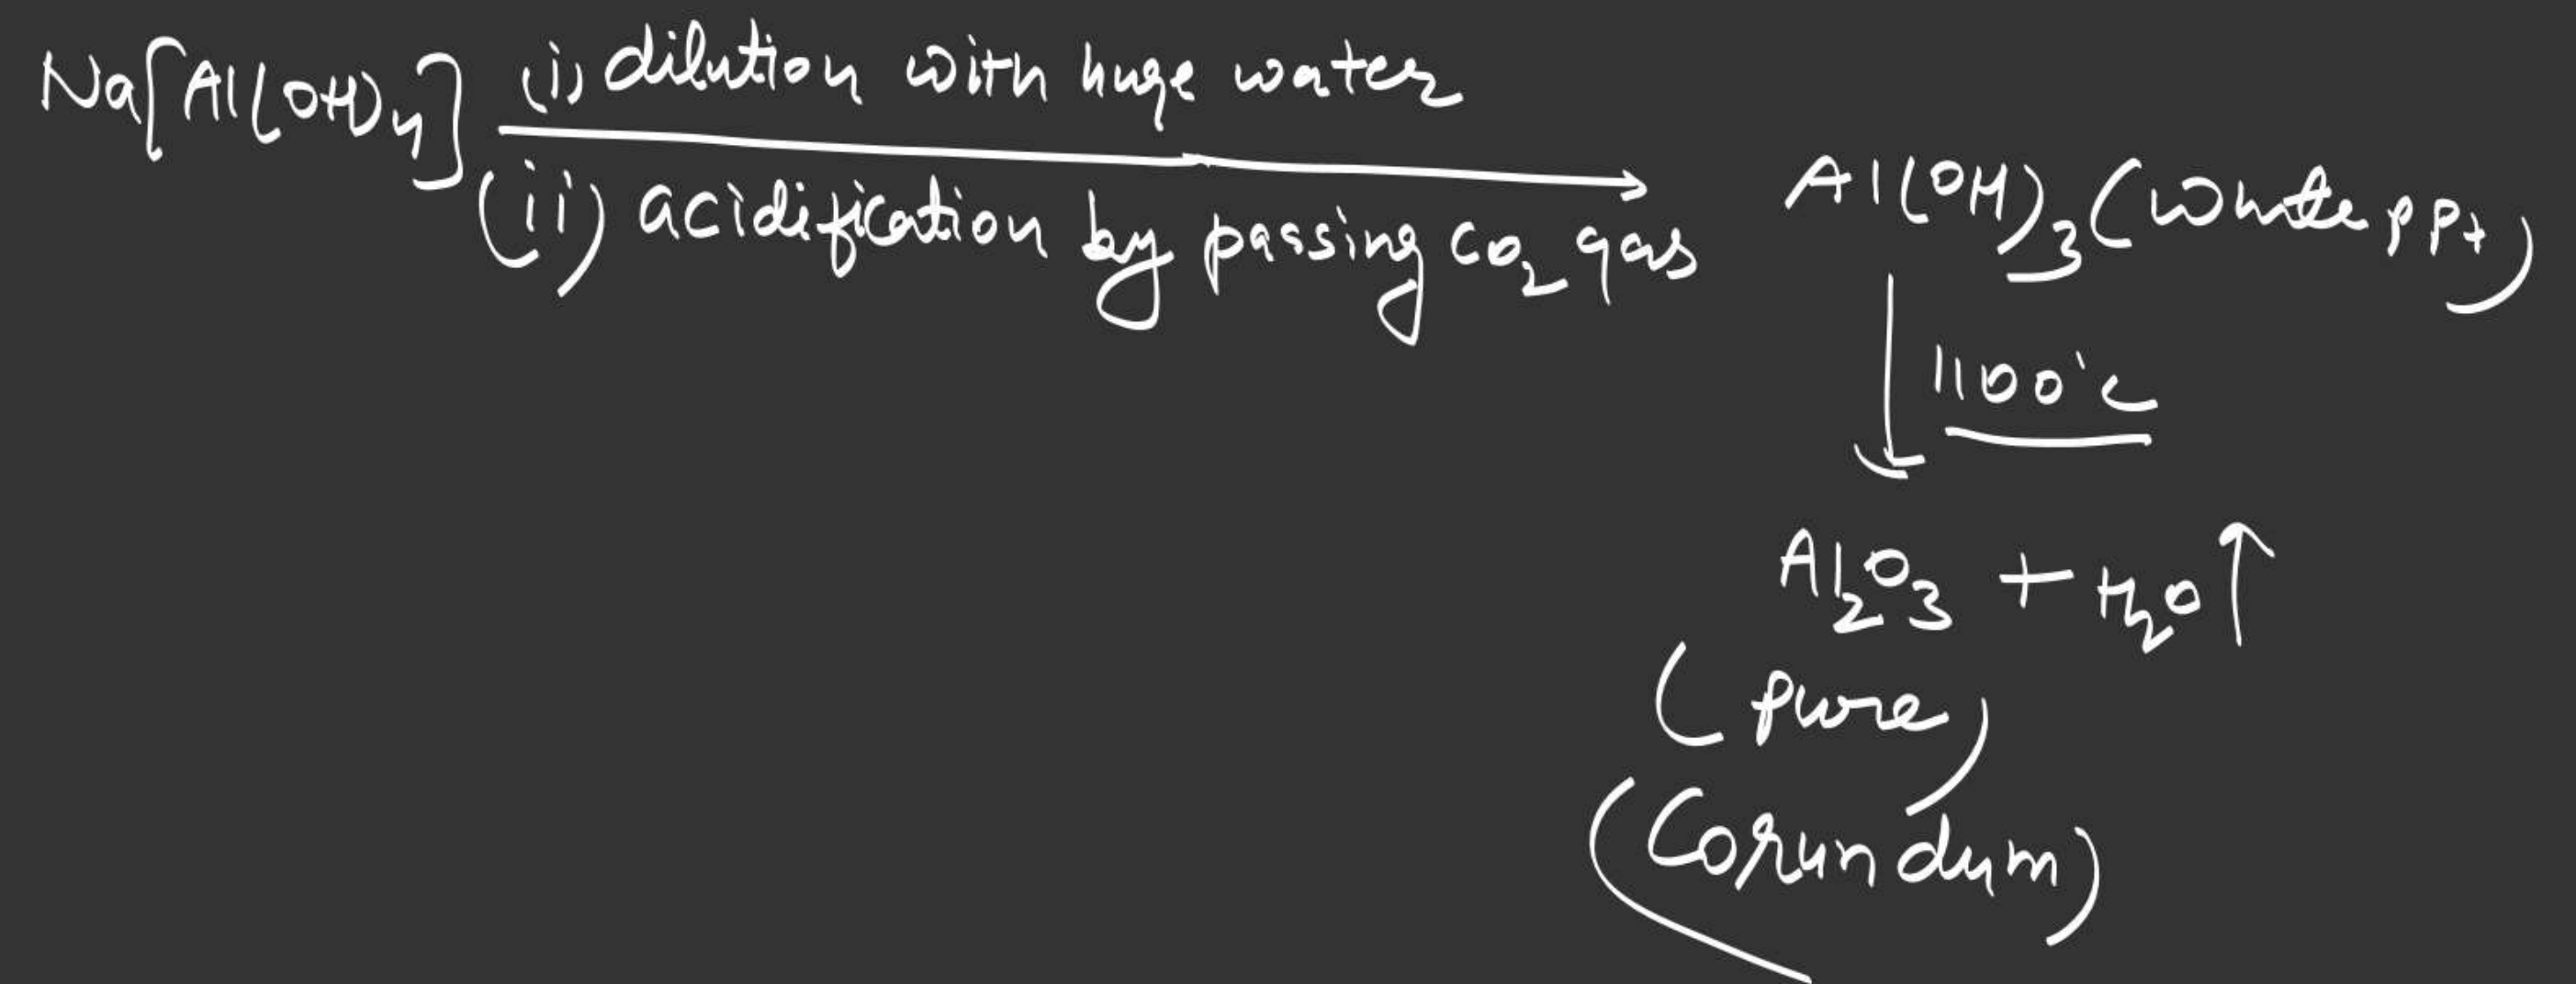 Na[Al(OH)4] (i) dilution with huge water
(ii) acidification by passing CO2 gas
Al(OH)3 (white ppt)
1100°C
Al2O3 + H2O↑
(pure)
(Corundum)